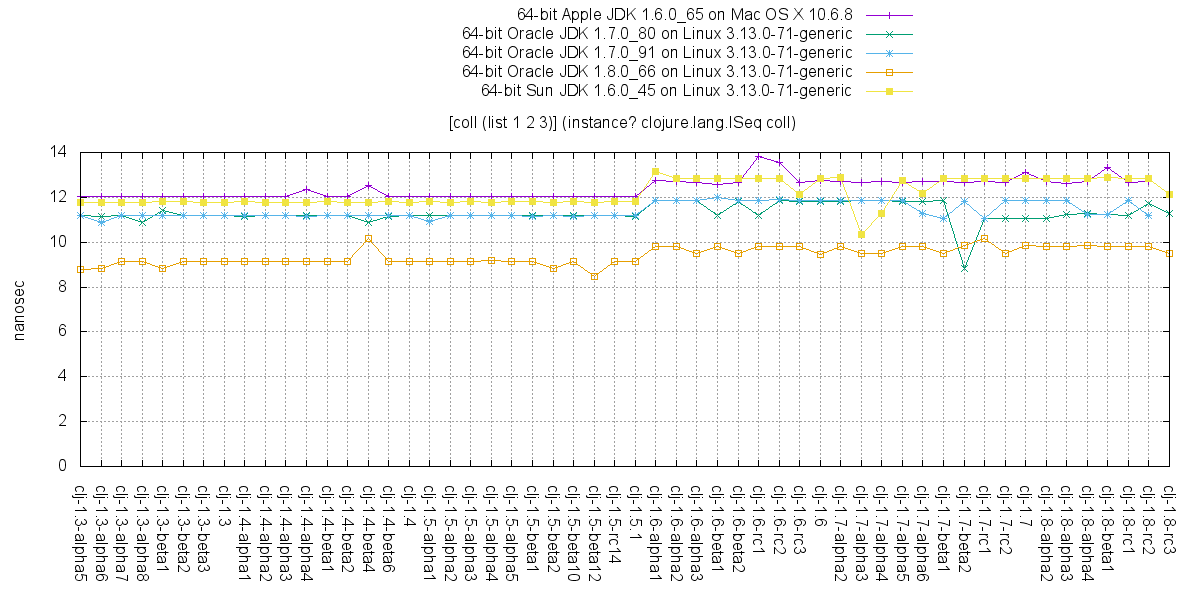 64-bit Apple JDK 1.6.0_65 on Mac OS X 10.6.8
64-bit Oracle JDK 1.7.0_80 on Linux 3.13.0-71-generic
64-bit Oracle JDK 1.7.0_91 on Linux 3.13.0-71-generic
64-bit Oracle JDK 1.8.0_66 on Linux 3.13.0-71-generic
64-bit Sun JDK 1.6.0_45 on Linux 3.13.0-71-generic
[coll (list 1 2 3)] (instance? clojure.lang.ISeq coll)
nanosec
14
12
10
8
6
4
2
0
clj-1.3-alpha5
clj-1.3-alpha6
clj-1.3-alpha7
clj-1.3-alpha8
clj-1.3-beta1
clj-1.3-beta2
clj-1.3-beta3
clj-1.3
clj-1.4-alpha1
clj-1.4-alpha2
clj-1.4-alpha3
clj-1.4-alpha4
clj-1.4-beta1
clj-1.4-beta2
clj-1.4-beta4
clj-1.4-beta6
clj-1.4
clj-1.5-alpha1
clj-1.5-alpha2
clj-1.5-alpha3
clj-1.5-alpha4
clj-1.5-alpha5
clj-1.5-beta1
clj-1.5-beta2
clj-1.5-beta10
clj-1.5-beta12
clj-1.5-rc14
clj-1.5.1
clj-1.6-alpha1
clj-1.6-alpha2
clj-1.6-alpha3
clj-1.6-beta1
clj-1.6-beta2
clj-1.6-rc1
clj-1.6-rc2
clj-1.6-rc3
clj-1.6
clj-1.7-alpha2
clj-1.7-alpha3
clj-1.7-alpha4
clj-1.7-alpha5
clj-1.7-alpha6
clj-1.7-beta1
clj-1.7-beta2
clj-1.7-rc1
clj-1.7-rc2
clj-1.7
clj-1.8-alpha2
clj-1.8-alpha3
clj-1.8-alpha4
clj-1.8-beta1
clj-1.8-rc1
clj-1.8-rc2
clj-1.8-rc3